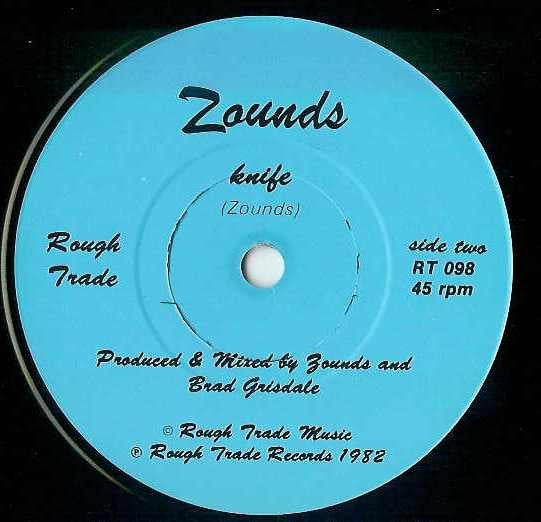 Zounds
knife
(Zounds)
Rough
Trade
side two
RT 098
45 rpm
Produced & Mixed by Zounds and
Brad Grisdale
© Rough Trade Music
℗ Rough Trade Records 1982